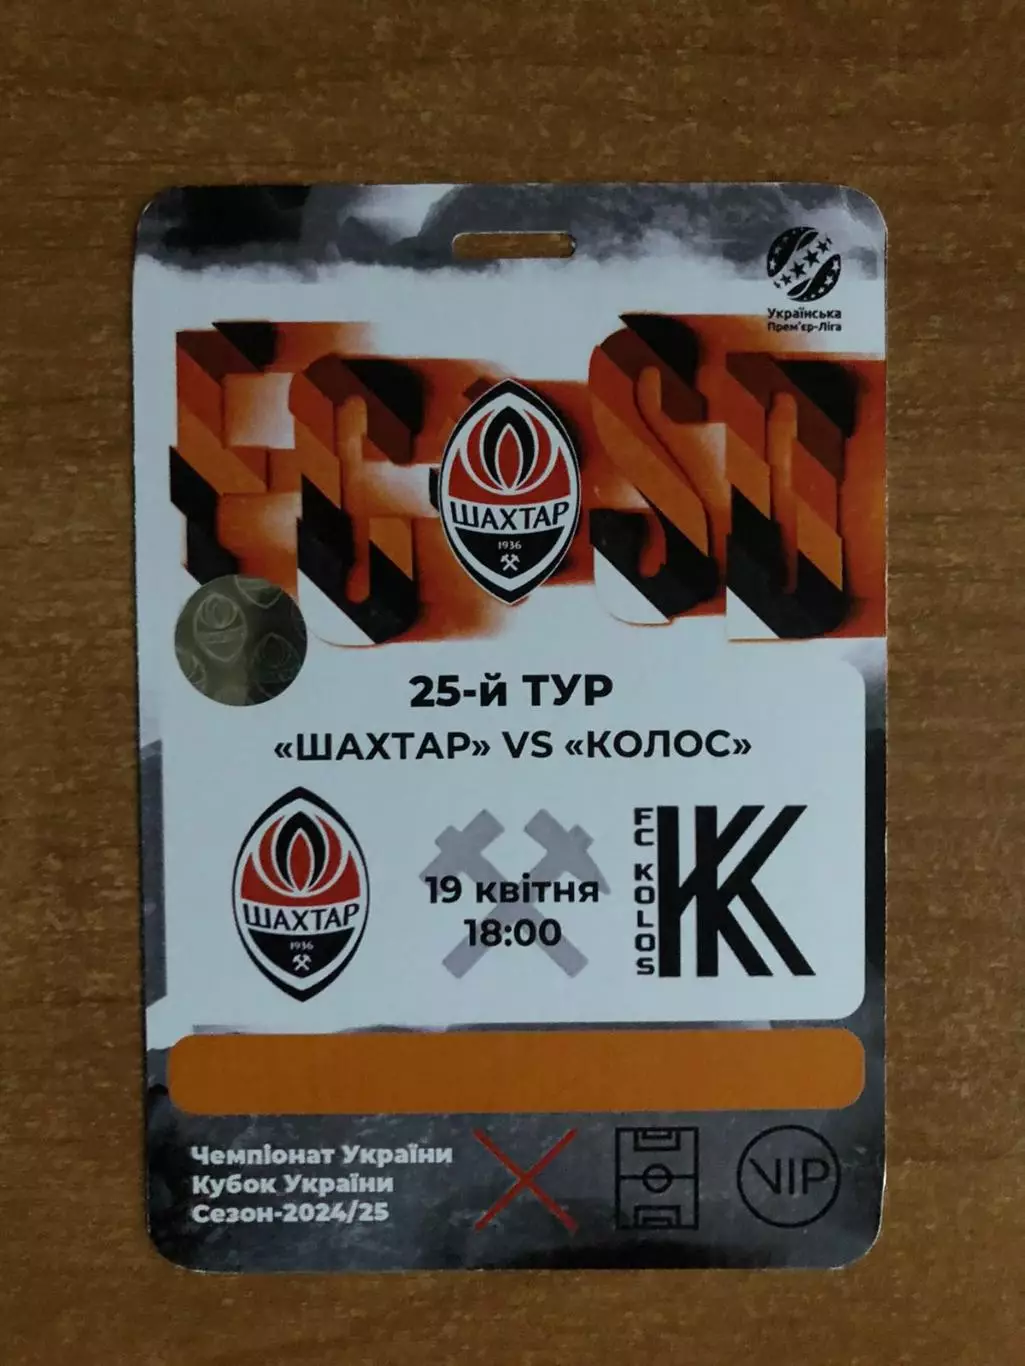 Українська
Прем'єр-Ліга
FCSD
ШАХТАР
1936
25-й ТУР
«ШАХТАР» VS «КОЛОС»
ШАХТАР
1936
19 квітня
18:00
FC KOLOS
Чемпіонат України
Кубок України
Сезон-2024/25
VIP